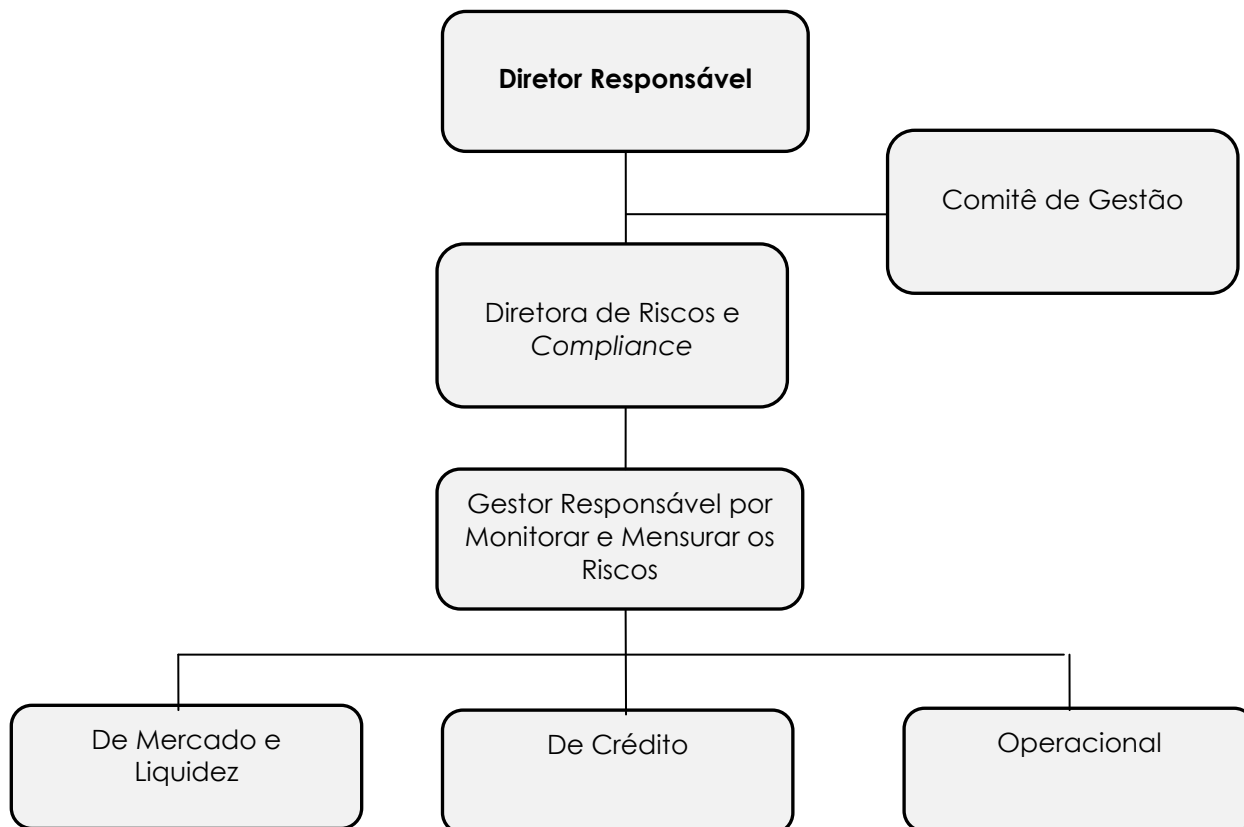 Diretor Responsável
Comitê de Gestão
Diretora de Riscos e
Compliance
Gestor Responsável por
Monitorar e Mensurar os
Riscos
De Mercado e
Liquidez
De Crédito
Operacional